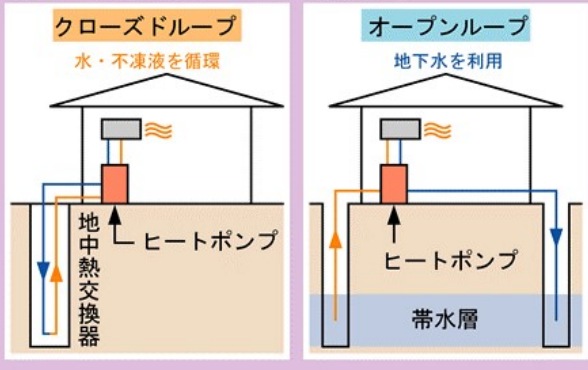 クローズドループ
水・不凍液を循環
地中熱交換器
ヒートポンプ
オープンループ
地下水を利用
ヒートポンプ
帯水層